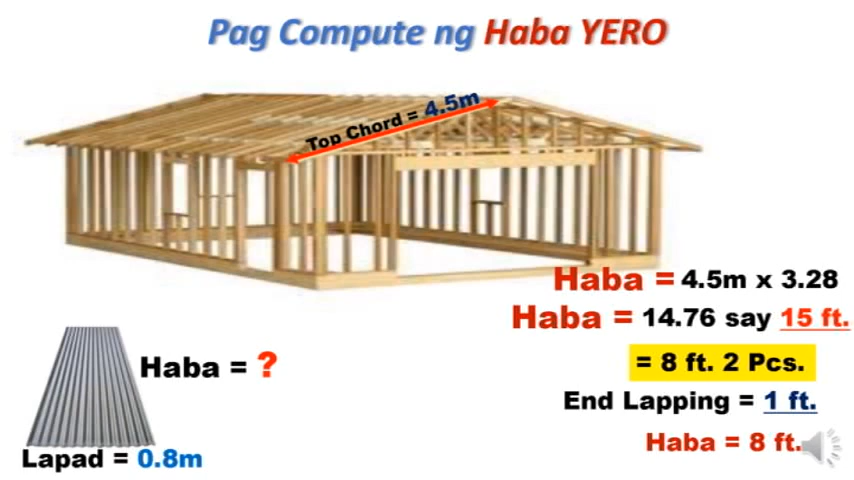 Pag Compute ng Haba YERO
Top Chord = 4.5m
Haba = 4.5m x 3.28
Haba = 14.76 say 15 ft.
= 8 ft. 2 Pcs.
End Lapping = 1 ft.
Haba = 8 ft.
Haba = ?
Lapad = 0.8m